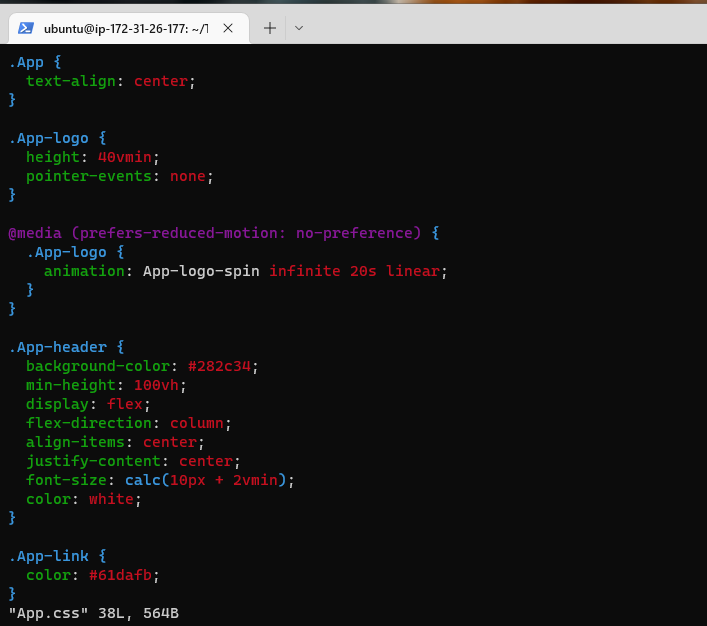 ubuntu@ip-172-31-26-177: ~/
.App {
  text-align: center;
}

.App-logo {
  height: 40vmin;
  pointer-events: none;
}

@media (prefers-reduced-motion: no-preference) {
  .App-logo {
    animation: App-logo-spin infinite 20s linear;
  }
}

.App-header {
  background-color: #282c34;
  min-height: 100vh;
  display: flex;
  flex-direction: column;
  align-items: center;
  justify-content: center;
  font-size: calc(10px + 2vmin);
  color: white;
}

.App-link {
  color: #61dafb;
}
"App.css" 38L, 564B